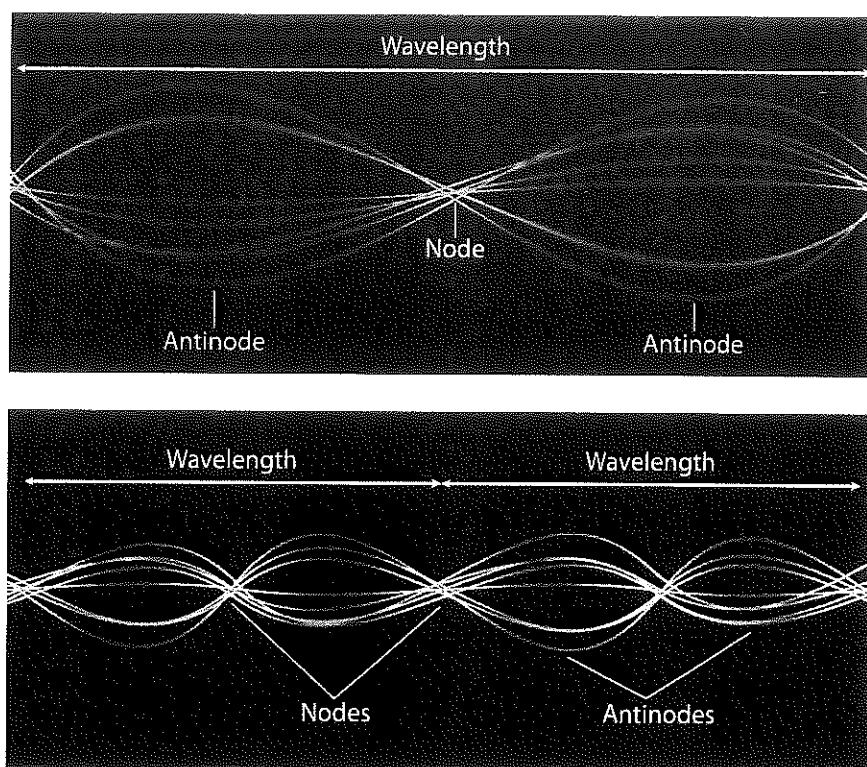 Wavelength
Node
Antinode
Antinode
Wavelength
Wavelength
Nodes
Antinodes